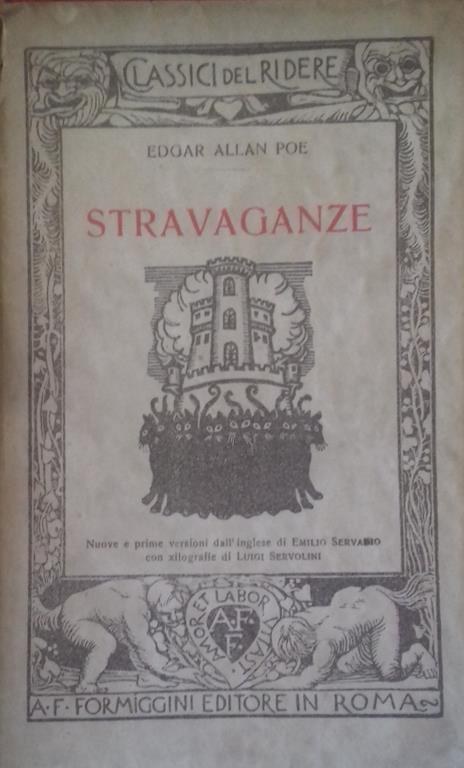 CLASSICI DEL RIDERE
EDGAR ALLAN POE
STRAVAGANZE
Nuove e prime versioni dall'inglese di EMILIO SERVADIO
con xilografie di LUIGI SERVOLINI
AMOR ET LABOR VITAST
A.F.
F.
A.F. FORMIGGINI EDITORE IN ROMA